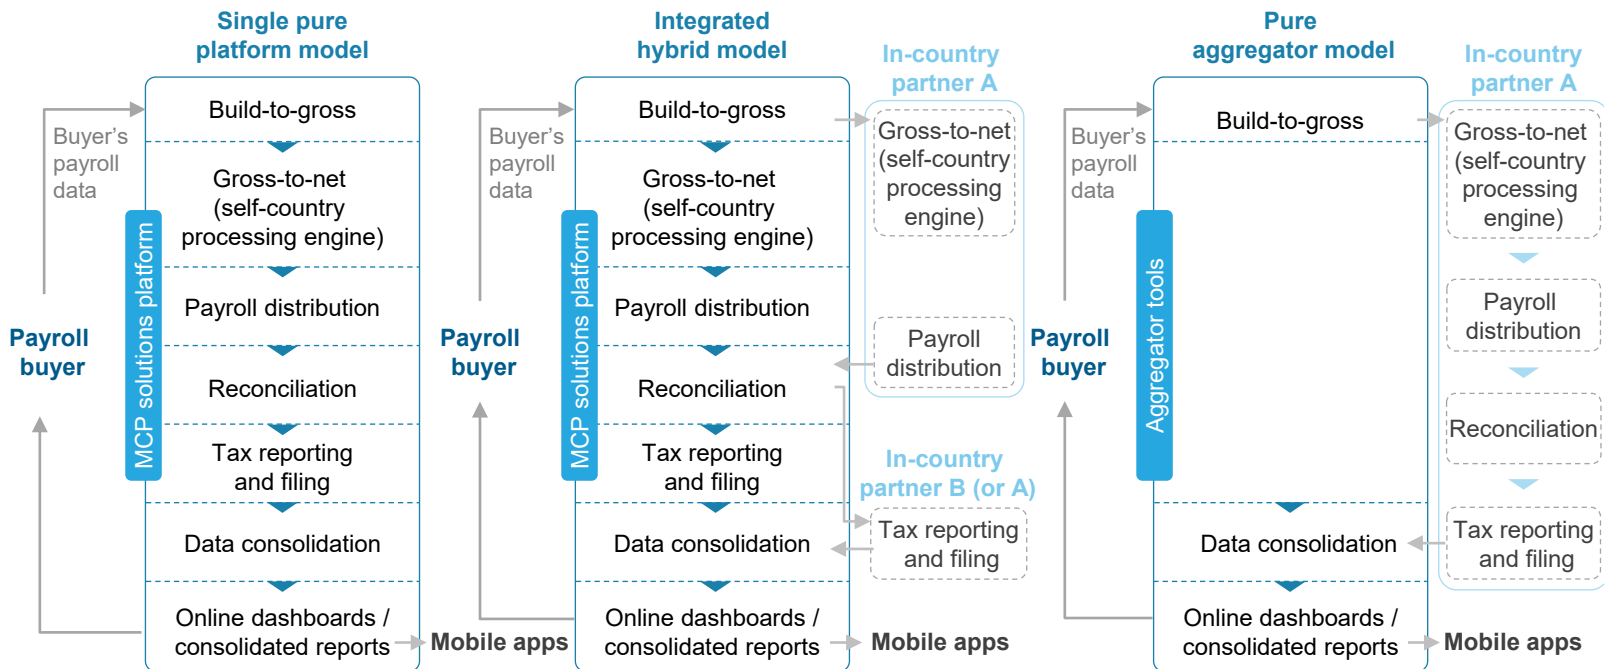 Single pure
platform model
Buyer's
payroll
data
Payroll
buyer
MCP solutions platform
Build-to-gross
Gross-to-net
(self-country
processing engine)
Payroll distribution
Reconciliation
Tax reporting
and filing
Data consolidation
Online dashboards /
consolidated reports
Mobile apps
Integrated
hybrid model
Buyer's
payroll
data
Payroll
buyer
MCP solutions platform
Build-to-gross
Gross-to-net
(self-country
processing engine)
Payroll distribution
Reconciliation
Tax reporting
and filing
Data consolidation
Online dashboards /
consolidated reports
Mobile apps
In-country
partner A
Gross-to-net
(self-country
processing
engine)
Payroll
distribution
In-country
partner B (or A)
Tax reporting
and filing
Pure
aggregator model
Buyer's
payroll
data
Payroll
buyer
Aggregator tools
Build-to-gross
Data consolidation
Online dashboards /
consolidated reports
Mobile apps
In-country
partner A
Gross-to-net
(self-country
processing
engine)
Payroll
distribution
Reconciliation
Tax reporting
and filing